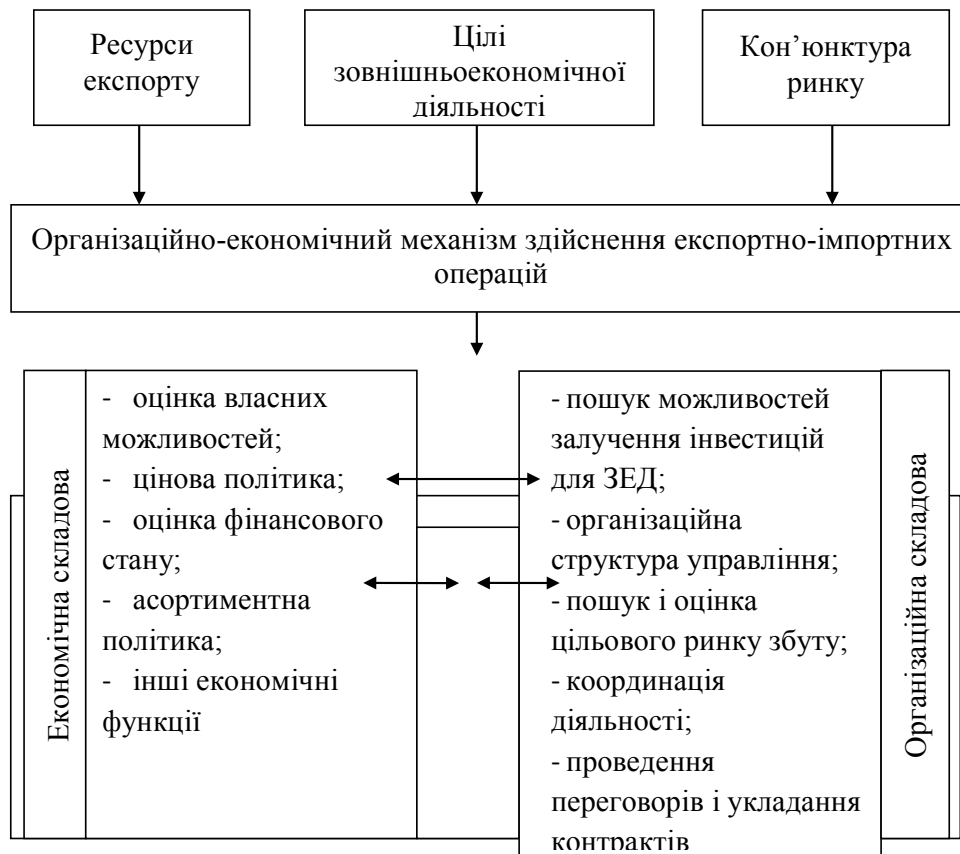 Ресурси
експорту
Цілі
зовнішньоекономічної
діяльності
Кон’юнктура
ринку
Організаційно-економічний механізм здійснення експортно-імпортних
операцій
Економічна складова
- оцінка власних
можливостей;
- цінова політика;
- оцінка фінансового
стану;
- асортиментна
політика;
- інші економічні
функції
- пошук можливостей
залучення інвестицій
для ЗЕД;
- організаційна
структура управління;
- пошук і оцінка
цільового ринку збуту;
- координація
діяльності;
- проведення
переговорів і укладання
контрактів
Організаційна складова